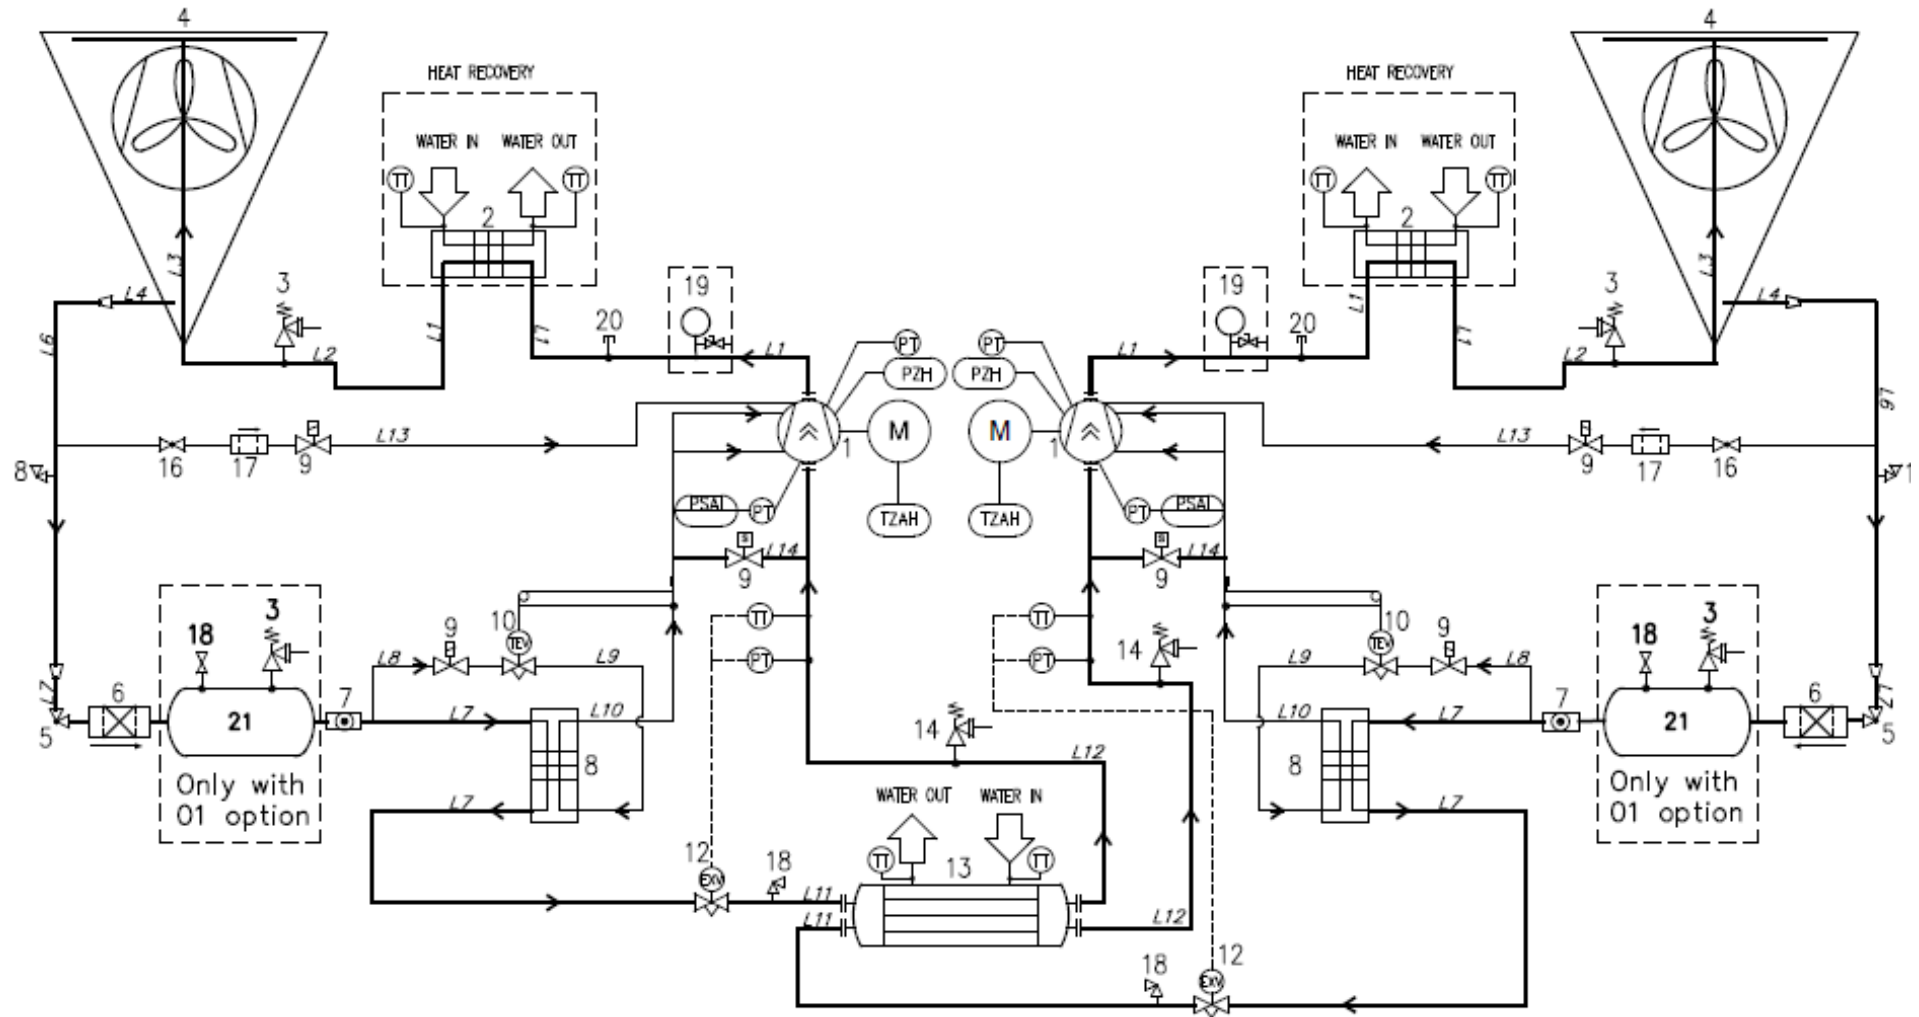 4
4
HEAT RECOVERY
HEAT RECOVERY
WATER IN
WATER OUT
WATER IN
WATER OUT
TT
TT
TT
TT
2
2
L3
L3
L4
L4
3
3
19
19
20
20
L6
L6
L1
L1
L1
L1
L1
L1
L2
L2
PT
PT
PZH
PZH
M
M
1
1
L13
L13
16
17
9
9
17
16
8
1
PSAL
PT
TZAH
TZAH
PT
PSAL
L14
L14
9
9
18
3
9
10
TEV
TT
TT
10
TEV
9
18
3
14
L8
L9
PT
PT
L9
L8
L7
L7
6
6
7
7
5
5
21
21
L7
L10
L10
L7
14
L12
8
8
Only with
01 option
Only with
01 option
L7
L7
WATER OUT
WATER IN
12
EXV
18
TT
13
TT
L11
L11
L12
18
12
EXV